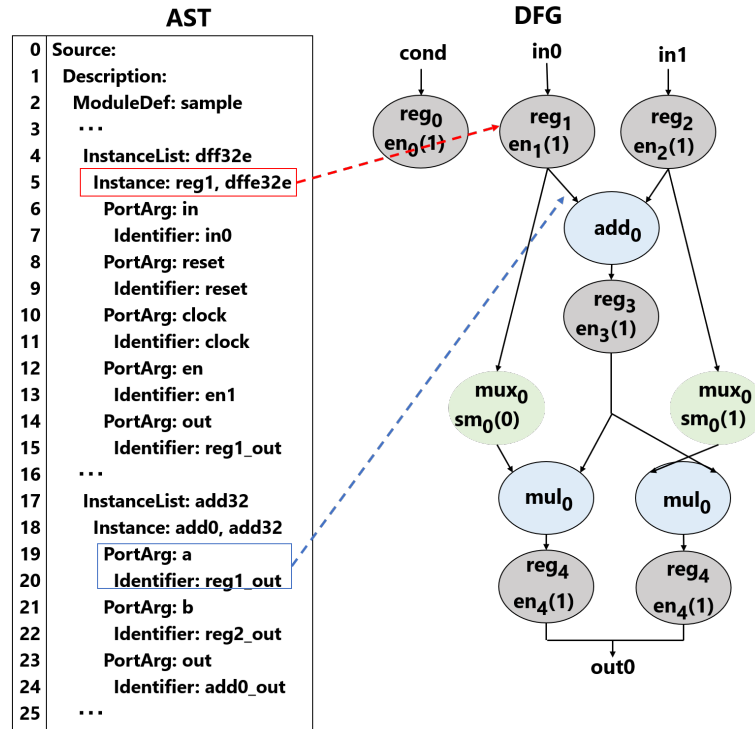 AST
0 Source:
1 Description:
2 ModuleDef: sample
3 ...
4 InstanceList: dff32e
5 Instance: reg1, dffe32e
6 PortArg: in
7 Identifier: in0
8 PortArg: reset
9 Identifier: reset
10 PortArg: clock
11 Identifier: clock
12 PortArg: en
13 Identifier: en1
14 PortArg: out
15 Identifier: reg1_out
16 ...
17 InstanceList: add32
18 Instance: add0, add32
19 PortArg: a
20 Identifier: reg1_out
21 PortArg: b
22 Identifier: reg2_out
23 PortArg: out
24 Identifier: add0_out
25 ...
DFG
cond
in0
in1
reg0
en0(1)
reg1
en1(1)
reg2
en2(1)
add0
reg3
en3(1)
mux0
sm0(0)
mux0
sm0(1)
mul0
mul0
reg4
en4(1)
reg4
en4(1)
out0